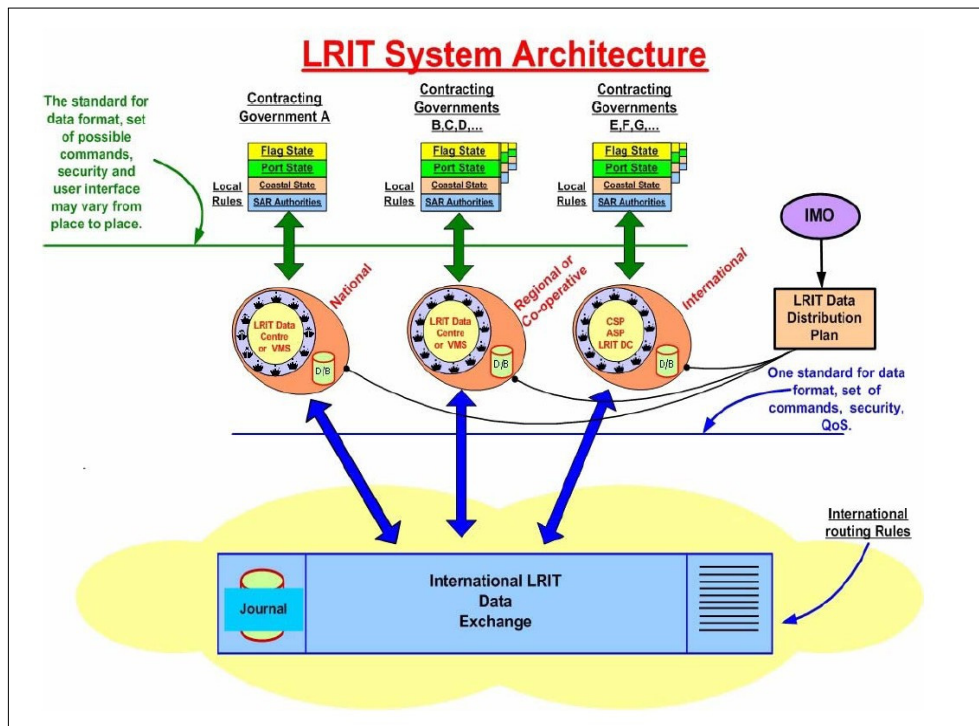 LRIT System Architecture
The standard for
data format, set
of possible
commands,
security and
user interface
may vary from
place to place.
Contracting
Government A
Flag State
Port State
Coastal State
SAR Authorities
Local
Rules
Contracting
Governments
B,C,D,...
Flag State
Port State
Coastal State
SAR Authorities
Local
Rules
Contracting
Governments
E,F,G,...
Flag State
Port State
Coastal State
SAR Authorities
Local
Rules
IMO
LRIT Data
Distribution
Plan
National
LRIT Data
Centre
or VMS
D/B
Regional or
Co-operative
LRIT Data
Centre
or VMS
D/B
International
CSP
ASP
LRIT DC
D/B
One standard for data
format, set of
commands, security,
QoS.
International
routing Rules
Journal
International LRIT
Data
Exchange